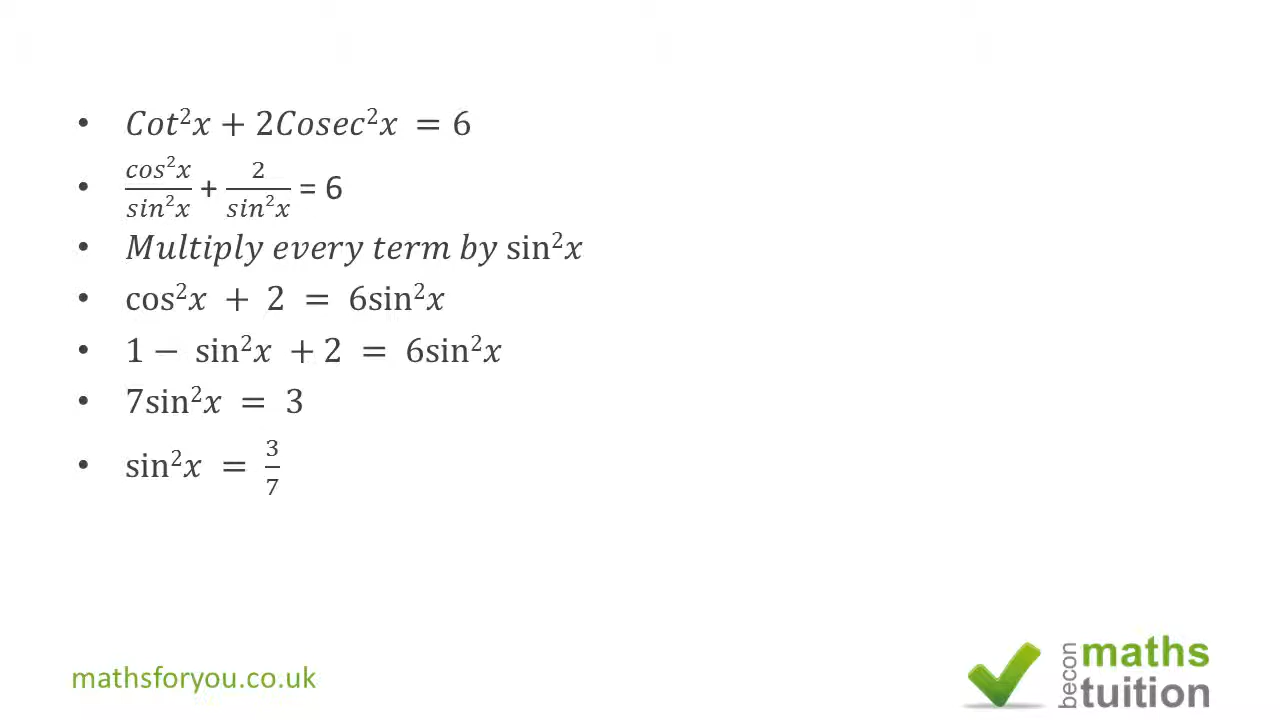 • Cot²x + 2Cosec²x = 6
• cos²x/sin²x + 2/sin²x = 6
• Multiply every term by sin²x
• cos²x + 2 = 6sin²x
• 1 − sin²x + 2 = 6sin²x
• 7sin²x = 3
• sin²x = 3/7
mathsforyou.co.uk
becon
maths
tuition